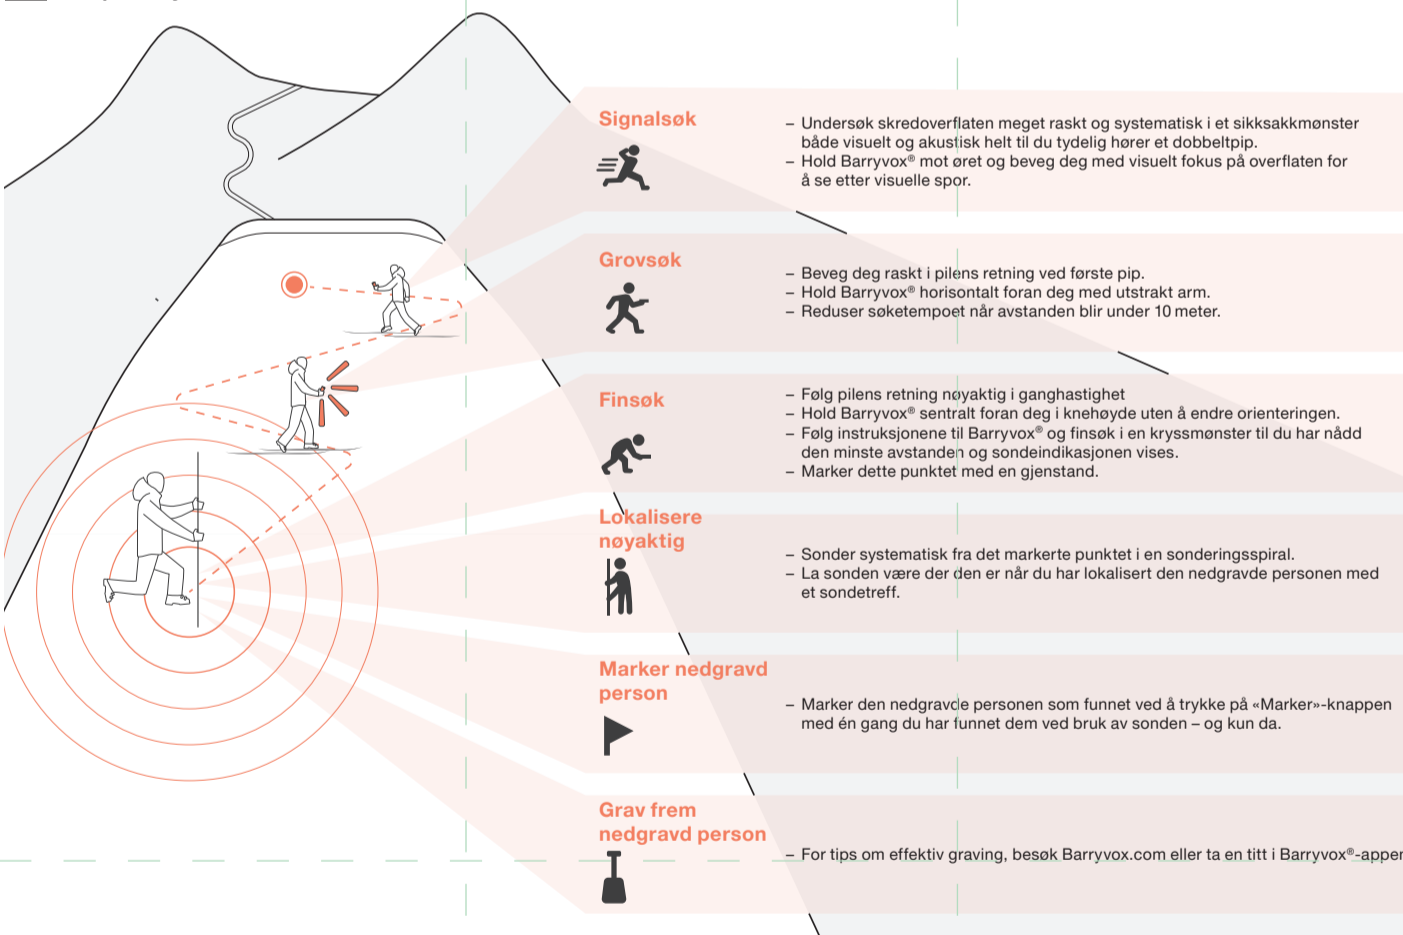 Signalsøk
– Undersøk skredoverflaten meget raskt og systematisk i et sikksakkmønster
både visuelt og akustisk helt til du tydelig hører et dobbeltpip.
– Hold Barryvox® mot øret og beveg deg med visuelt fokus på overflaten for
å se etter visuelle spor.
Grovsøk
– Beveg deg raskt i pilens retning ved første pip.
– Hold Barryvox® horisontalt foran deg med utstrakt arm.
– Reduser søketempoet når avstanden blir under 10 meter.
Finsøk
– Følg pilens retning nøyaktig i ganghastighet
– Hold Barryvox® sentralt foran deg i knehøyde uten å endre orienteringen.
– Følg instruksjonene til Barryvox® og finsøk i en kryssmønster til du har nådd
den minste avstanden og sondeindikasjonen vises.
– Marker dette punktet med en gjenstand.
Lokalisere
nøyaktig
– Sonder systematisk fra det markerte punktet i en sonderingsspiral.
– La sonden være der den er når du har lokalisert den nedgravde personen med
et sondetreff.
Marker nedgravd
person
– Marker den nedgravde personen som funnet ved å trykke på «Marker»-knappen
med én gang du har funnet dem ved bruk av sonden – og kun da.
Grav frem
nedgravd person
– For tips om effektiv graving, besøk Barryvox.com eller ta en titt i